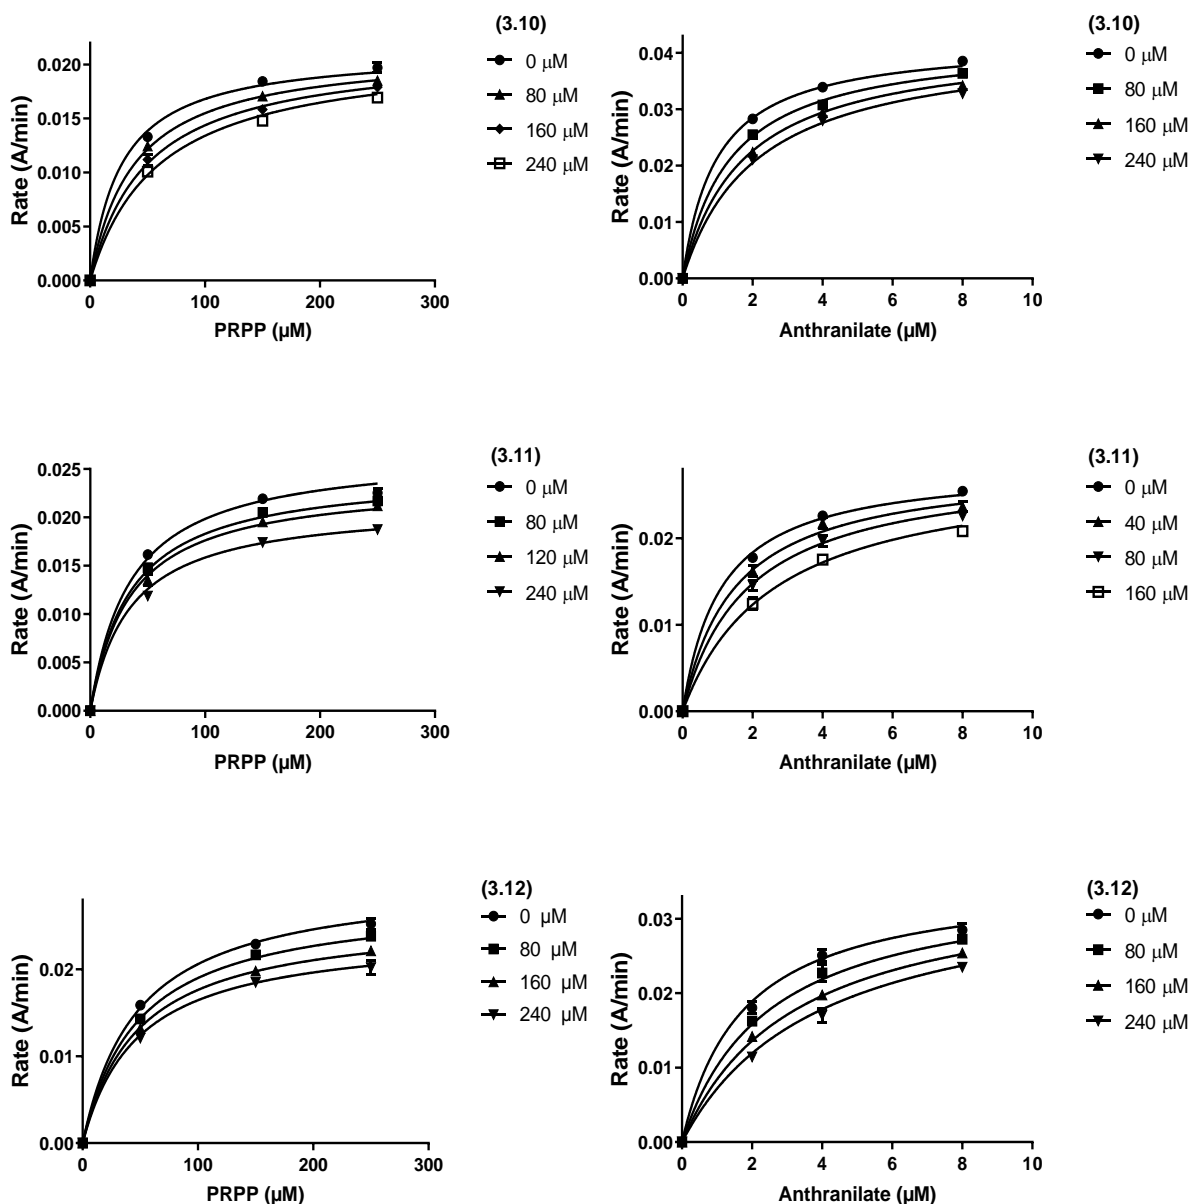 (3.10)
0 μM
80 μM
160 μM
240 μM
Rate (A/min)
0.020
0.015
0.010
0.005
0.000
0 100 200 300
PRPP (μM)
(3.10)
0 μM
80 μM
160 μM
240 μM
Rate (A/min)
0.04
0.03
0.02
0.01
0.00
0 2 4 6 8 10
Anthranilate (μM)
(3.11)
0 μM
80 μM
120 μM
240 μM
Rate (A/min)
0.025
0.020
0.015
0.010
0.005
0.000
0 100 200 300
PRPP (μM)
(3.11)
0 μM
40 μM
80 μM
160 μM
Rate (A/min)
0.02
0.01
0.00
0 2 4 6 8 10
Anthranilate (μM)
(3.12)
0 μM
80 μM
160 μM
240 μM
Rate (A/min)
0.02
0.01
0.00
0 100 200 300
PRPP (μM)
(3.12)
0 μM
80 μM
160 μM
240 μM
Rate (A/min)
0.03
0.02
0.01
0.00
0 2 4 6 8 10
Anthranilate (μM)